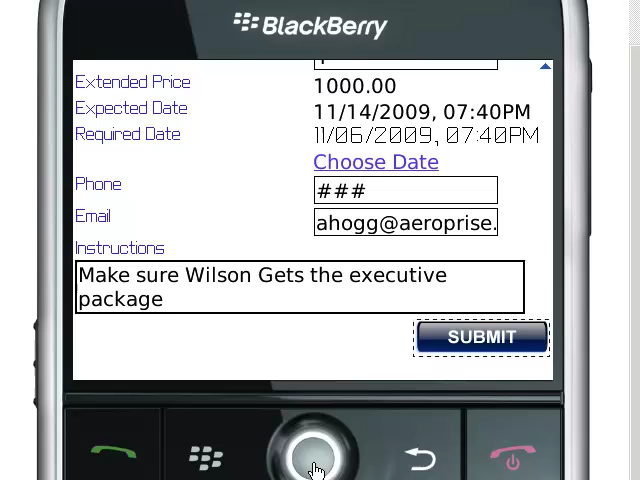 BlackBerry
Extended Price 1000.00
Expected Date 11/14/2009, 07:40PM
Required Date 11/06/2009, 07:40PM
Choose Date
Phone ###
Email ahogg@aeroprise.
Instructions
Make sure Wilson Gets the executive
package
SUBMIT